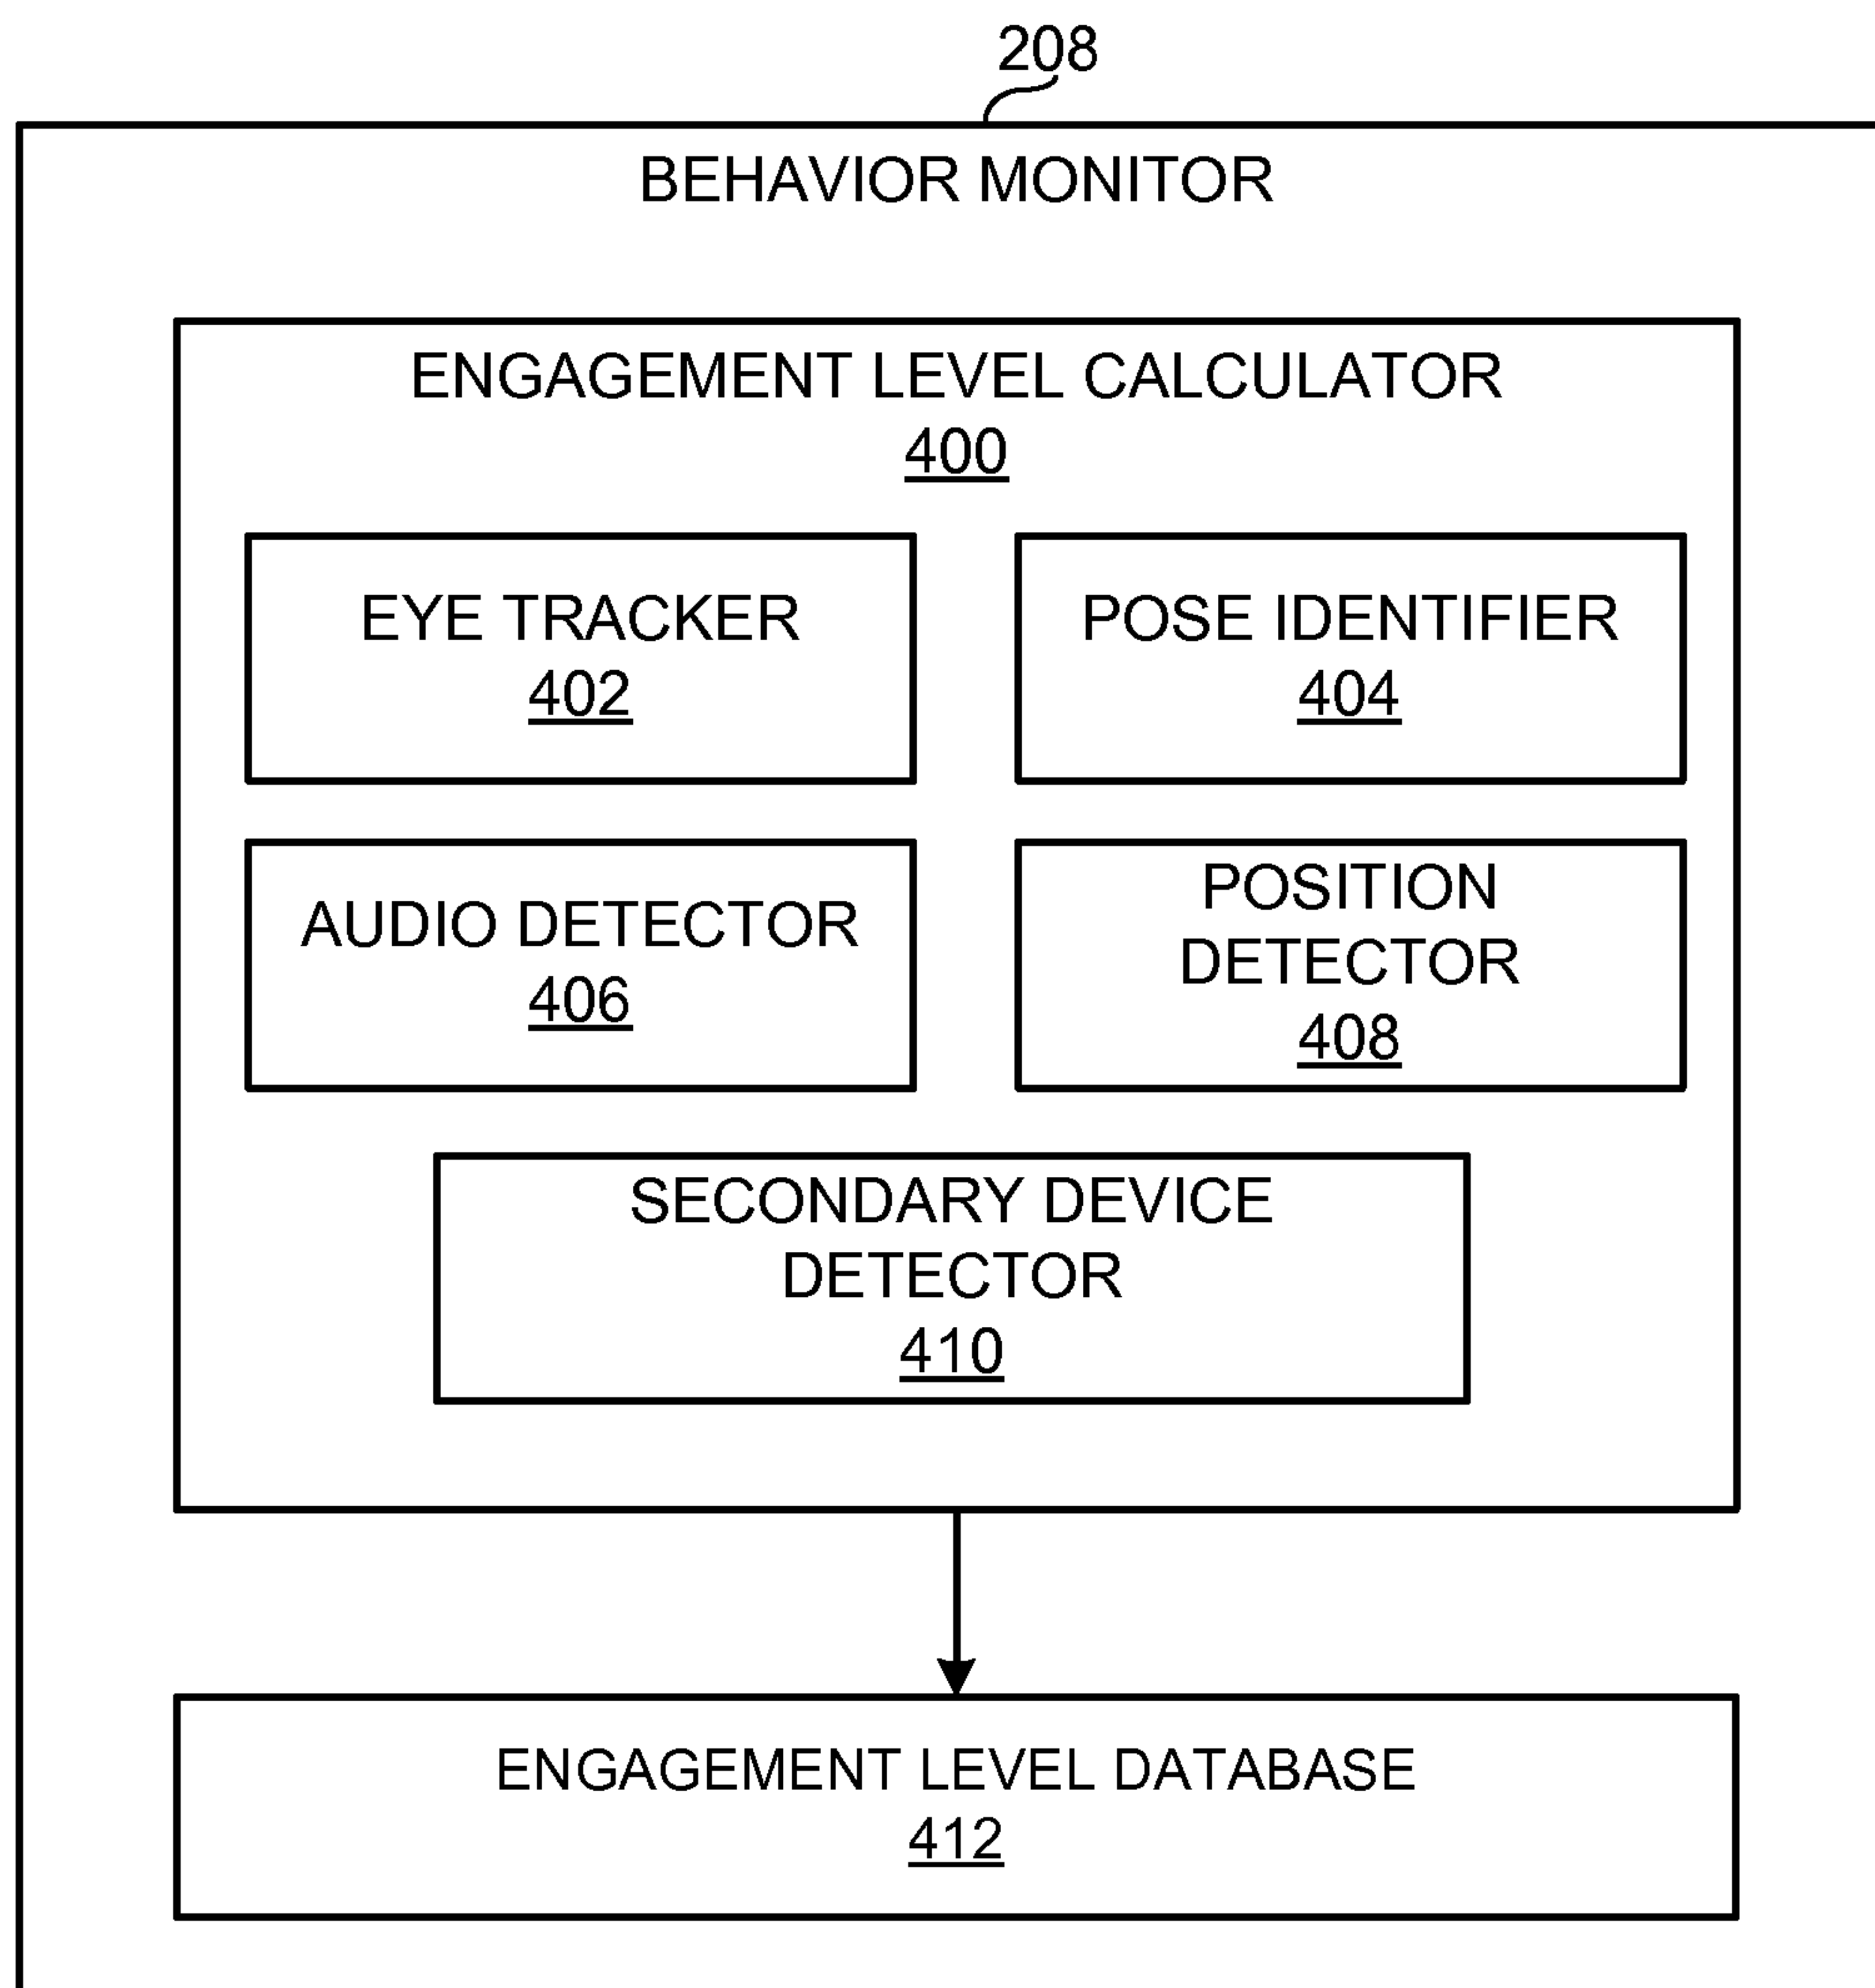 208
BEHAVIOR MONITOR
ENGAGEMENT LEVEL CALCULATOR
400
EYE TRACKER
402
POSE IDENTIFIER
404
AUDIO DETECTOR
406
POSITION
DETECTOR
408
SECONDARY DEVICE
DETECTOR
410
ENGAGEMENT LEVEL DATABASE
412